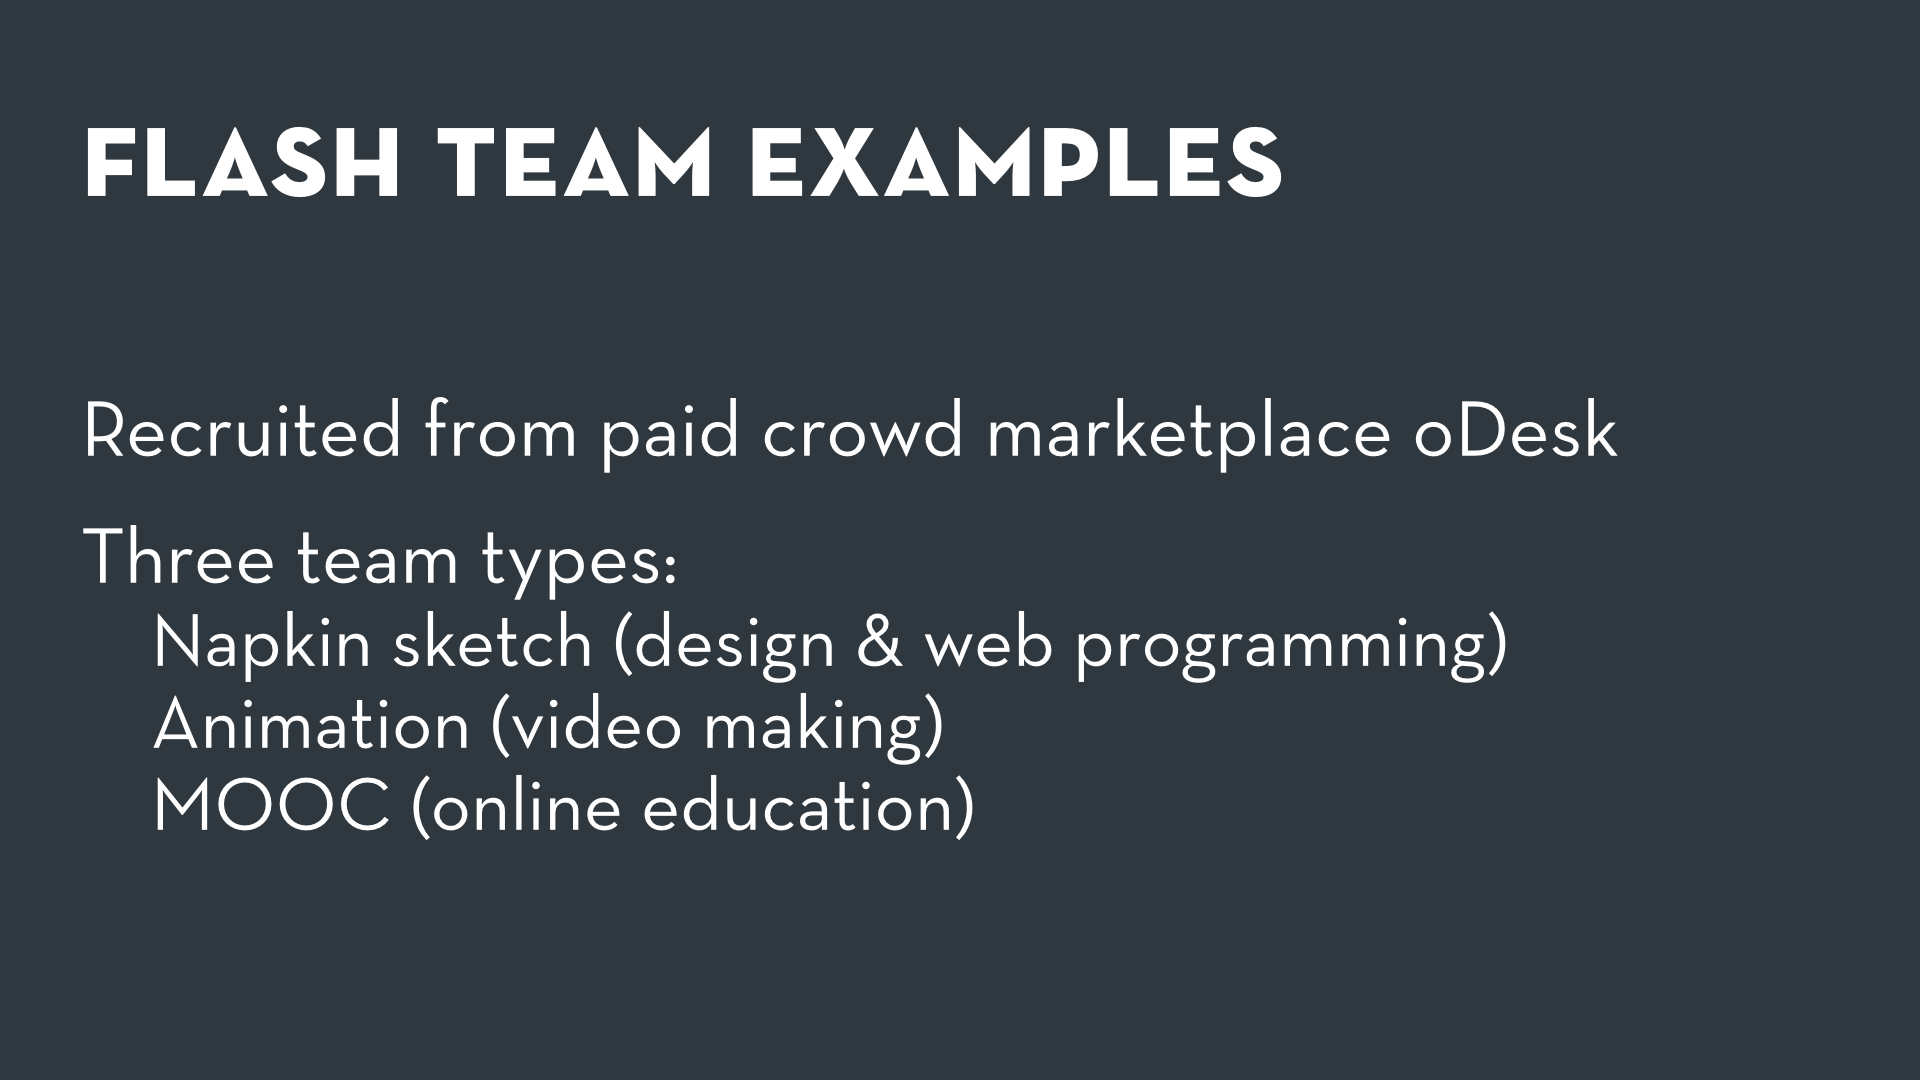 FLASH TEAM EXAMPLES
Recruited from paid crowd marketplace oDesk
Three team types:
Napkin sketch (design & web programming)
Animation (video making)
MOOC (online education)